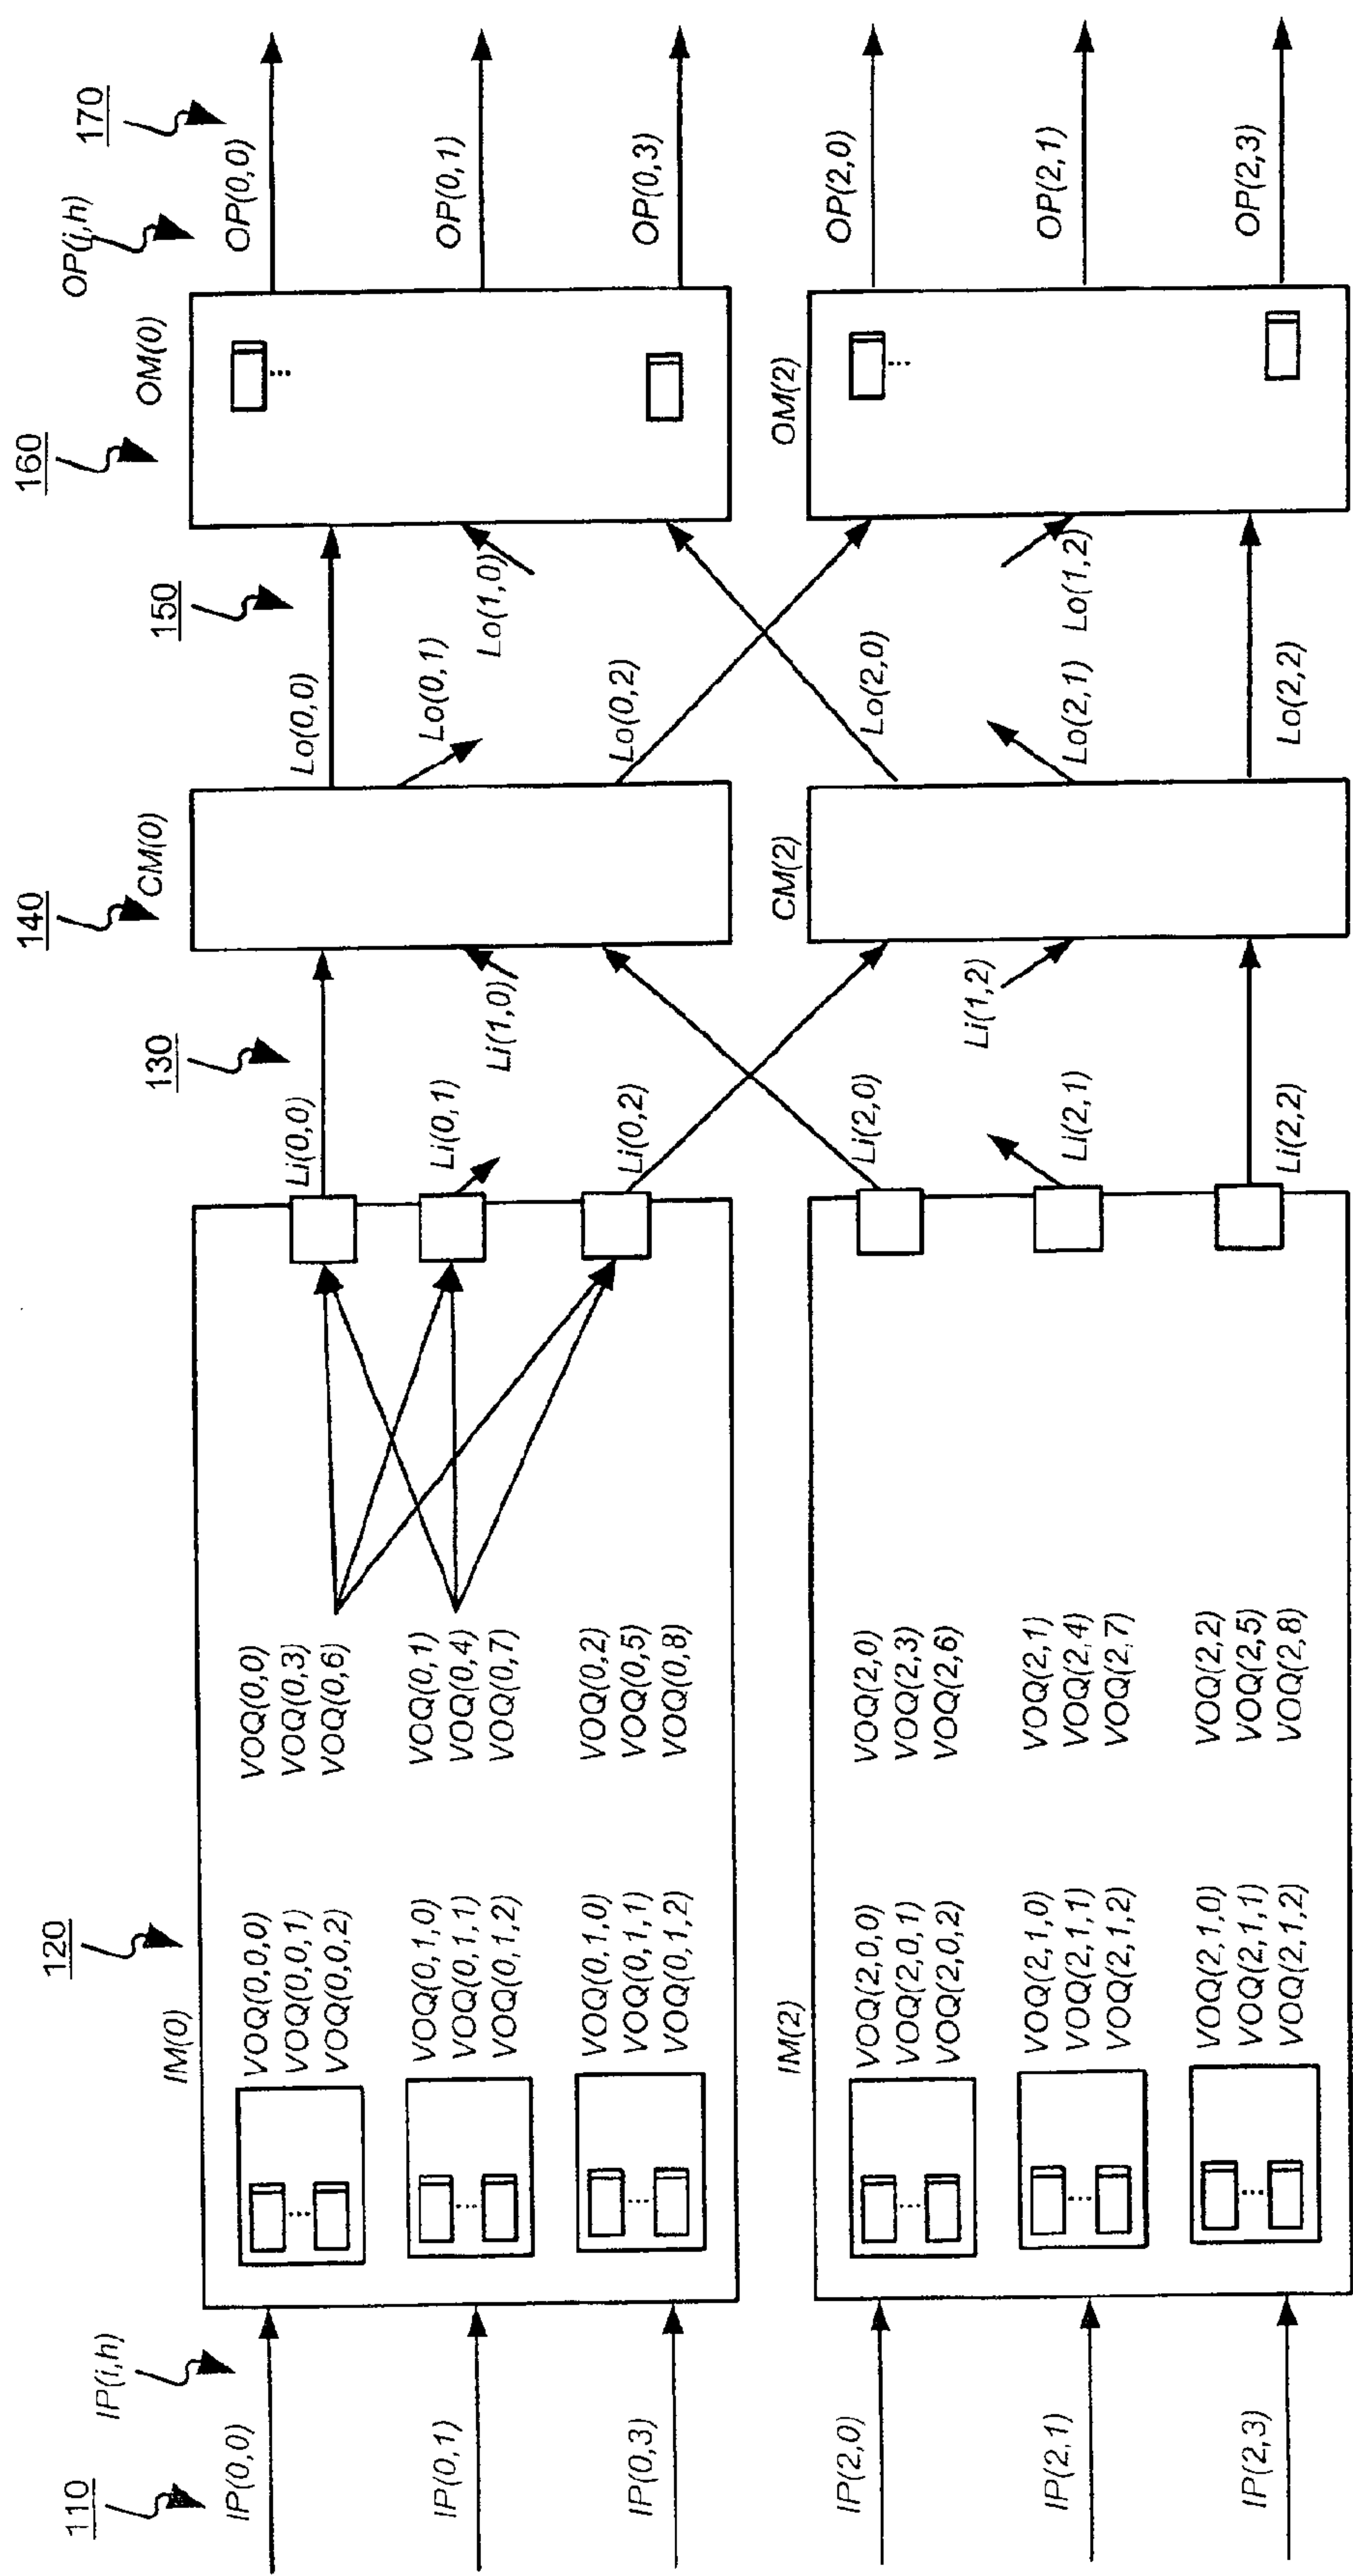 110
IP(i,h)
IP(0,0)
IP(0,1)
IP(0,3)
IP(2,0)
IP(2,1)
IP(2,3)
120
IM(0)
VOQ(0,0,0)
VOQ(0,0,1)
VOQ(0,0,2)
VOQ(0,1,0)
VOQ(0,1,1)
VOQ(0,1,2)
VOQ(0,1,0)
VOQ(0,1,1)
VOQ(0,1,2)
VOQ(0,0)
VOQ(0,3)
VOQ(0,6)
VOQ(0,1)
VOQ(0,4)
VOQ(0,7)
VOQ(0,2)
VOQ(0,5)
VOQ(0,8)
IM(2)
VOQ(2,0,0)
VOQ(2,0,1)
VOQ(2,0,2)
VOQ(2,1,0)
VOQ(2,1,1)
VOQ(2,1,2)
VOQ(2,1,0)
VOQ(2,1,1)
VOQ(2,1,2)
VOQ(2,0)
VOQ(2,3)
VOQ(2,6)
VOQ(2,1)
VOQ(2,4)
VOQ(2,7)
VOQ(2,2)
VOQ(2,5)
VOQ(2,8)
130
Li(0,0)
Li(0,1)
Li(0,2)
Li(1,0)
Li(2,0)
Li(2,1)
Li(2,2)
Li(1,2)
140
CM(0)
CM(2)
150
Lo(0,0)
Lo(0,1)
Lo(0,2)
Lo(1,0)
Lo(2,0)
Lo(2,1)
Lo(1,2)
Lo(2,2)
160
OM(0)
OM(2)
OP(j,h)
170
OP(0,0)
OP(0,1)
OP(0,3)
OP(2,0)
OP(2,1)
OP(2,3)